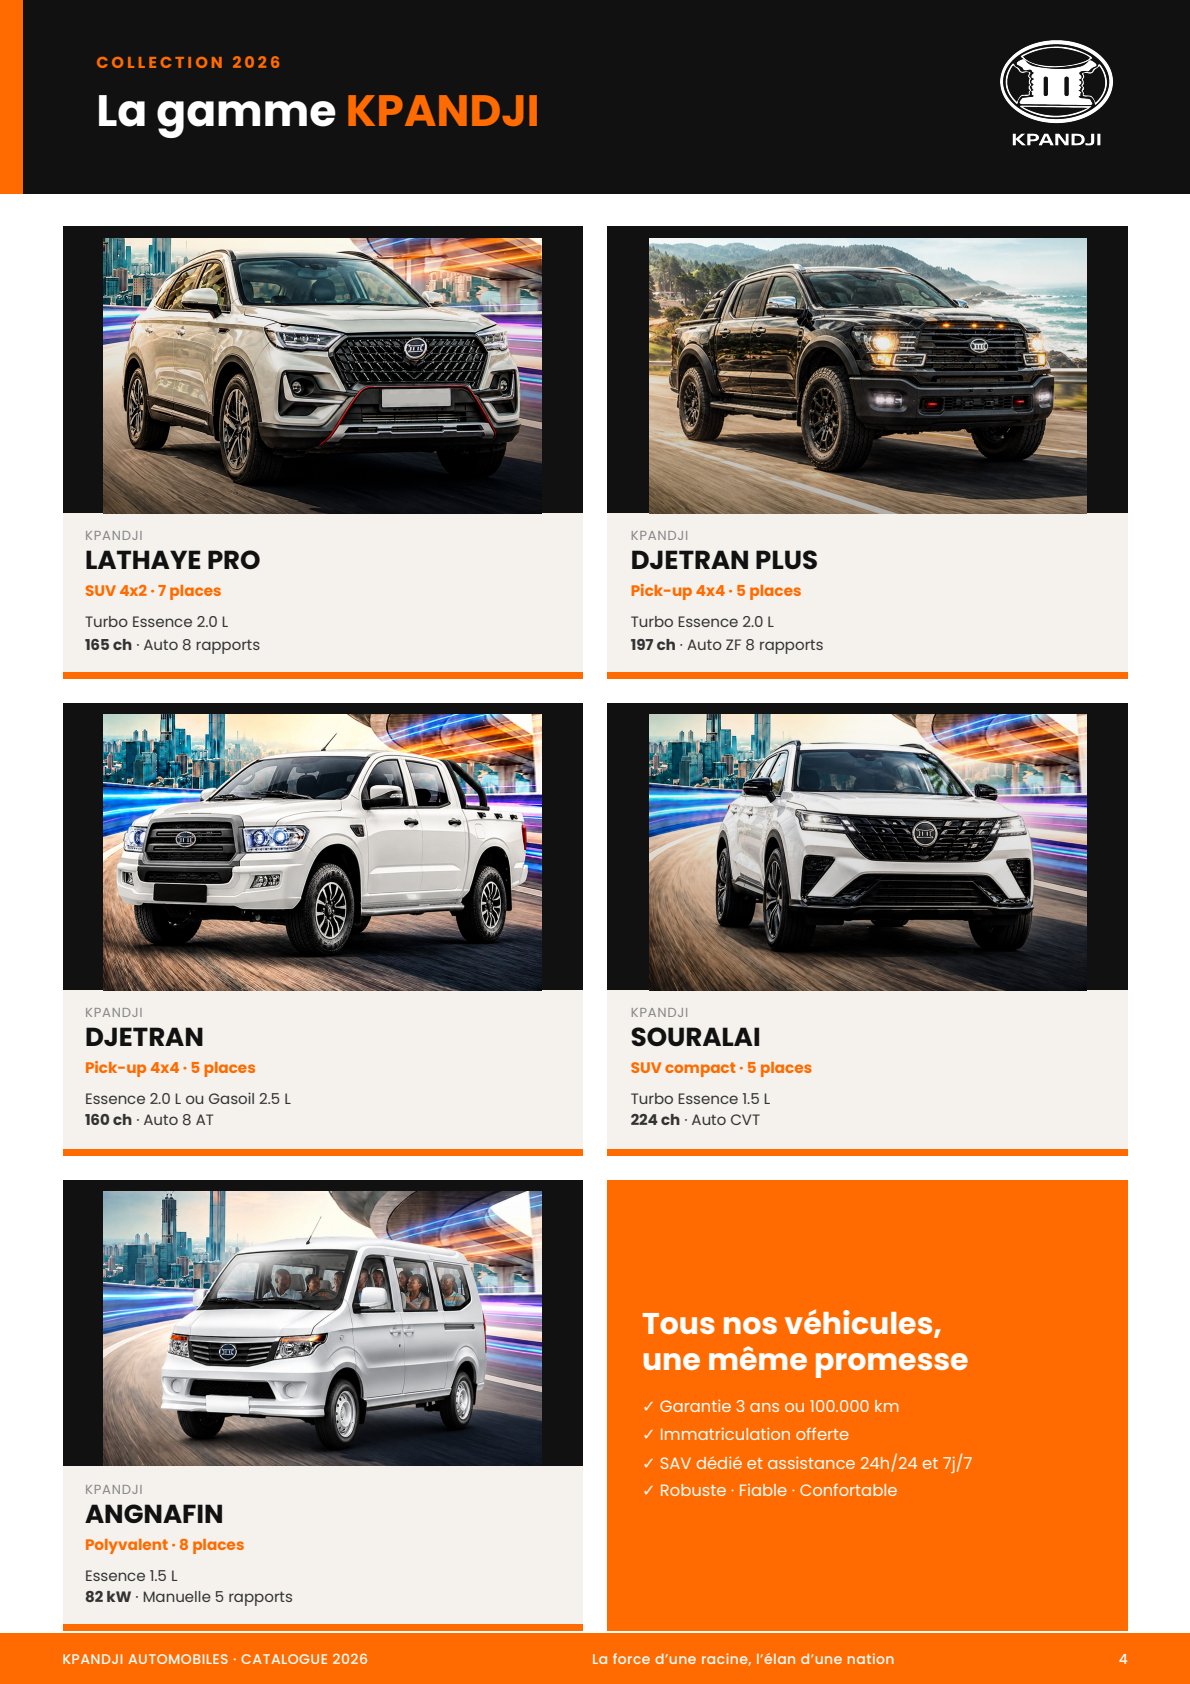 COLLECTION 2026
La gamme KPANDJI
KPANDJI
KPANDJI
LATHAYE PRO
SUV 4x2 · 7 places
Turbo Essence 2.0 L
165 ch · Auto 8 rapports
KPANDJI
DJETRAN PLUS
Pick-up 4x4 · 5 places
Turbo Essence 2.0 L
197 ch · Auto ZF 8 rapports
KPANDJI
DJETRAN
Pick-up 4x4 · 5 places
Essence 2.0 L ou Gasoil 2.5 L
160 ch · Auto 8 AT
KPANDJI
SOURALAI
SUV compact · 5 places
Turbo Essence 1.5 L
224 ch · Auto CVT
KPANDJI
ANGNAFIN
Polyvalent · 8 places
Essence 1.5 L
82 kW · Manuelle 5 rapports
Tous nos véhicules,
une même promesse
✓ Garantie 3 ans ou 100.000 km
✓ Immatriculation offerte
✓ SAV dédié et assistance 24h/24 et 7j/7
✓ Robuste · Fiable · Confortable
KPANDJI AUTOMOBILES · CATALOGUE 2026
La force d’une racine, l’élan d’une nation
4